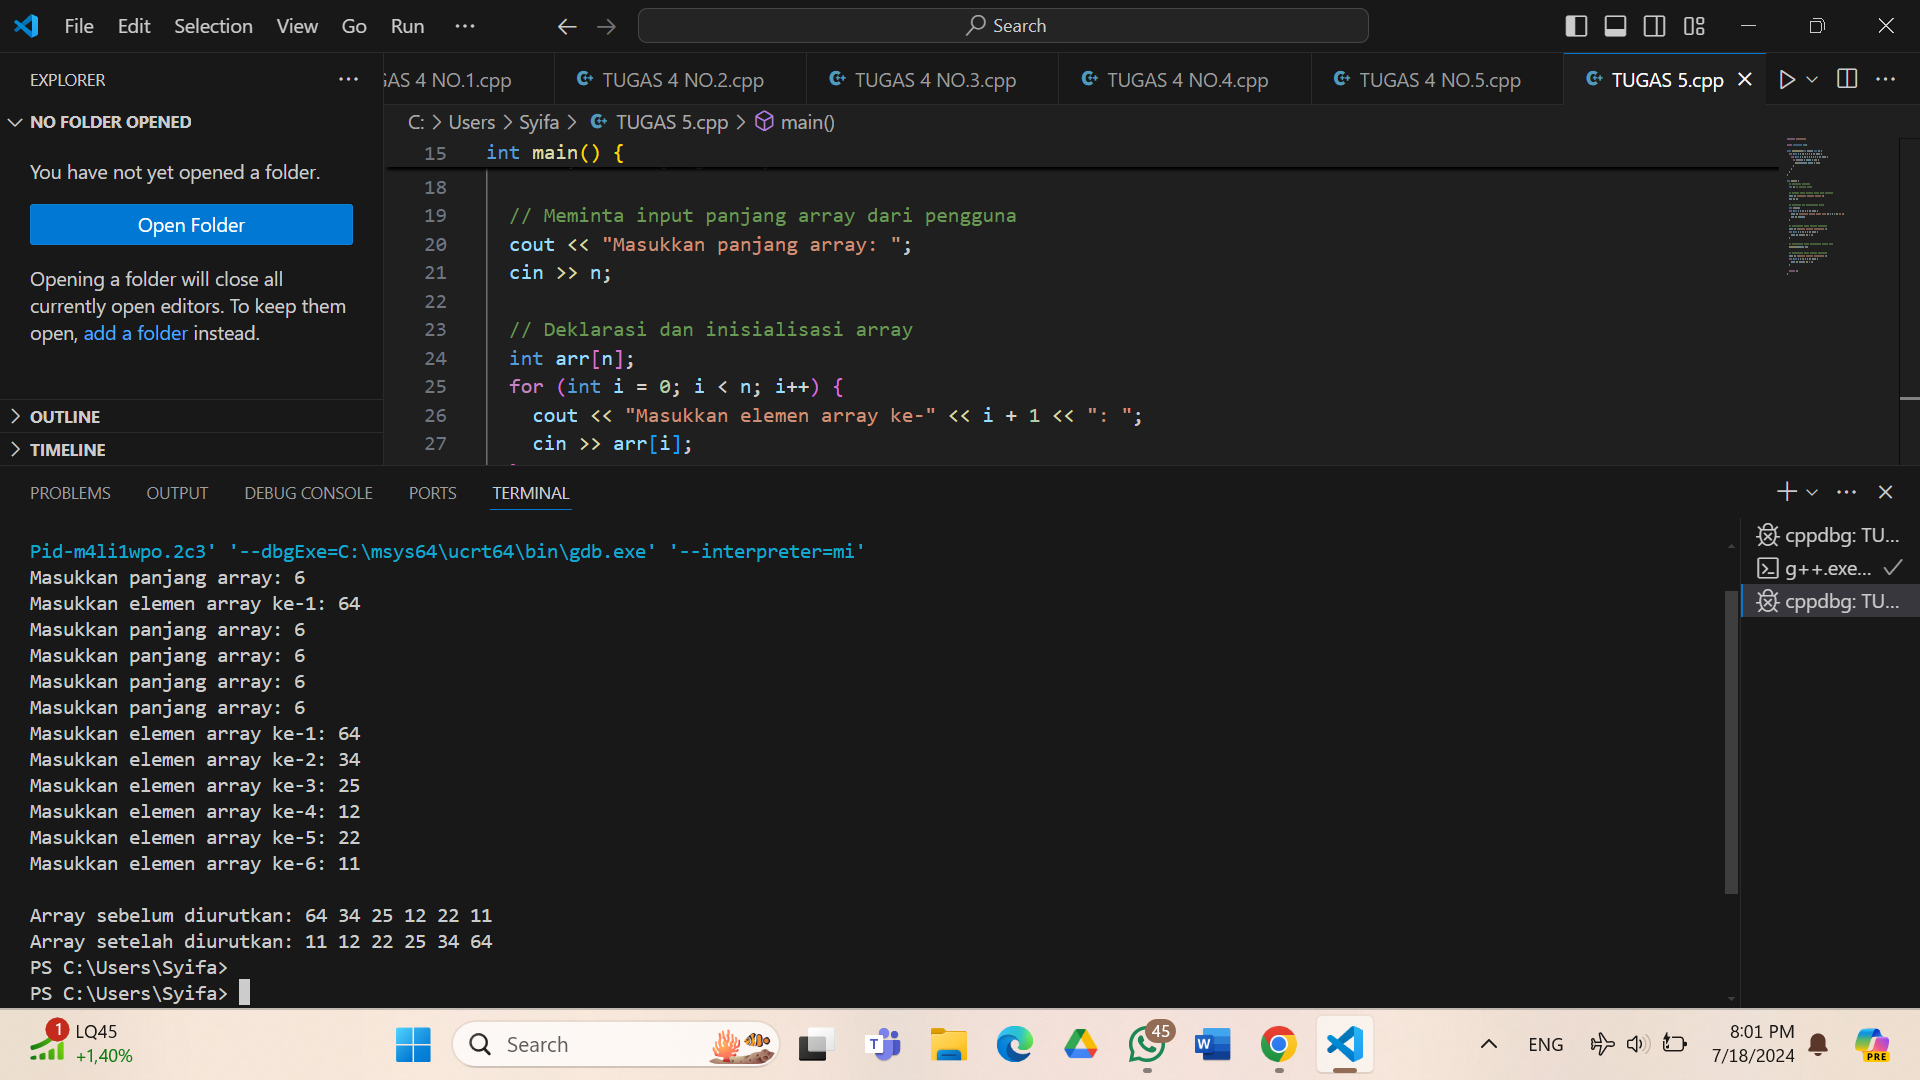 File Edit Selection View Go Run ···
Search
EXPLORER ···
GAS 4 NO.1.cpp TUGAS 4 NO.2.cpp TUGAS 4 NO.3.cpp TUGAS 4 NO.4.cpp TUGAS 4 NO.5.cpp TUGAS 5.cpp
NO FOLDER OPENED
You have not yet opened a folder.
Open Folder
Opening a folder will close all
currently open editors. To keep them
open, add a folder instead.
OUTLINE
TIMELINE
C: > Users > Syifa > TUGAS 5.cpp > main()
15 int main() {
18
19 // Meminta input panjang array dari pengguna
20 cout << "Masukkan panjang array: ";
21 cin >> n;
22
23 // Deklarasi dan inisialisasi array
24 int arr[n];
25 for (int i = 0; i < n; i++) {
26 cout << "Masukkan elemen array ke-" << i + 1 << ": ";
27 cin >> arr[i];
PROBLEMS OUTPUT DEBUG CONSOLE PORTS TERMINAL
Pid-m4li1wpo.2c3' '--dbgExe=C:\msys64\ucrt64\bin\gdb.exe' '--interpreter=mi'
Masukkan panjang array: 6
Masukkan elemen array ke-1: 64
Masukkan panjang array: 6
Masukkan panjang array: 6
Masukkan panjang array: 6
Masukkan panjang array: 6
Masukkan elemen array ke-1: 64
Masukkan elemen array ke-2: 34
Masukkan elemen array ke-3: 25
Masukkan elemen array ke-4: 12
Masukkan elemen array ke-5: 22
Masukkan elemen array ke-6: 11
Array sebelum diurutkan: 64 34 25 12 22 11
Array setelah diurutkan: 11 12 22 25 34 64
PS C:\Users\Syifa>
PS C:\Users\Syifa>
cppdbg: TU...
g++.exe...
cppdbg: TU...
1
LQ45
+1,40%
Search
T
45
W
ENG
8:01 PM
7/18/2024
PRE